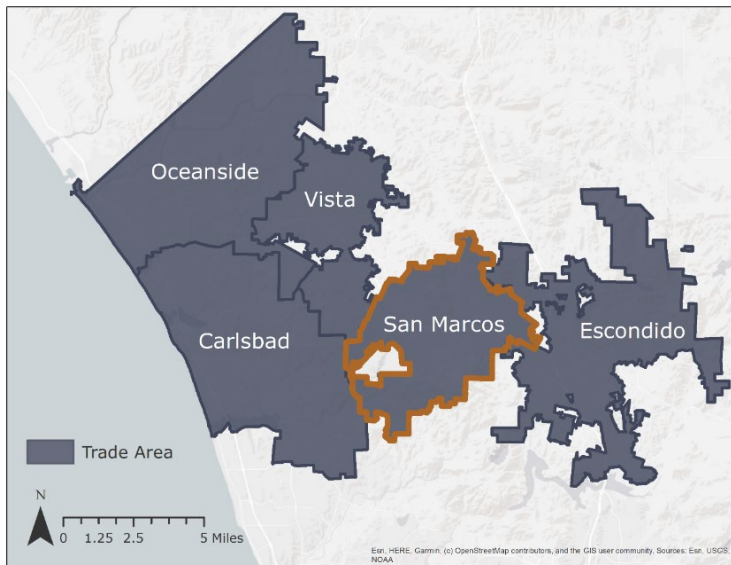 Oceanside
Vista
San Marcos
Escondido
Carlsbad
Trade Area
N
0 1.25 2.5 5 Miles
Esri, HERE, Garmin, (c) OpenStreetMap contributors, and the GIS user community, Sources: Esri, USGS,
NOAA